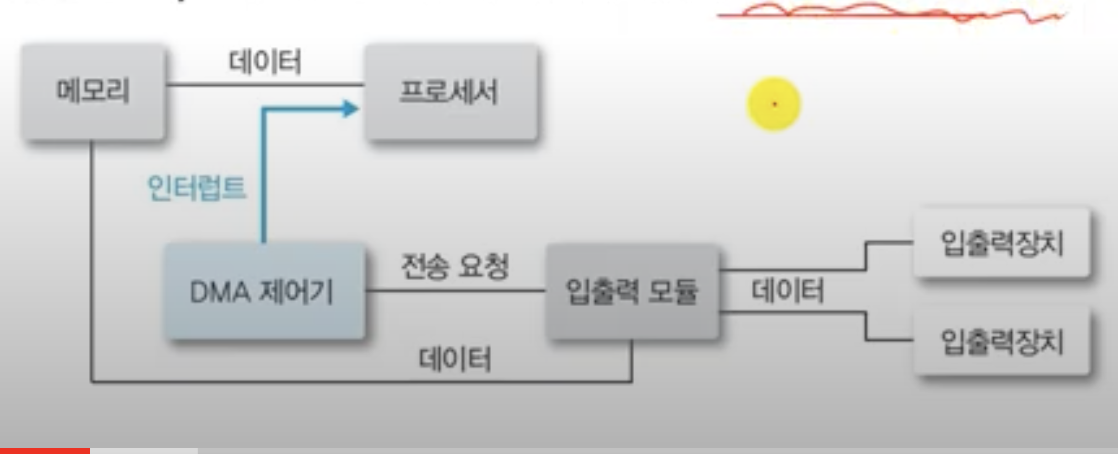 데이터
메모리
프로세서
인터럽트
DMA 제어기
전송 요청
입출력 모듈
데이터
입출력장치
입출력장치
데이터